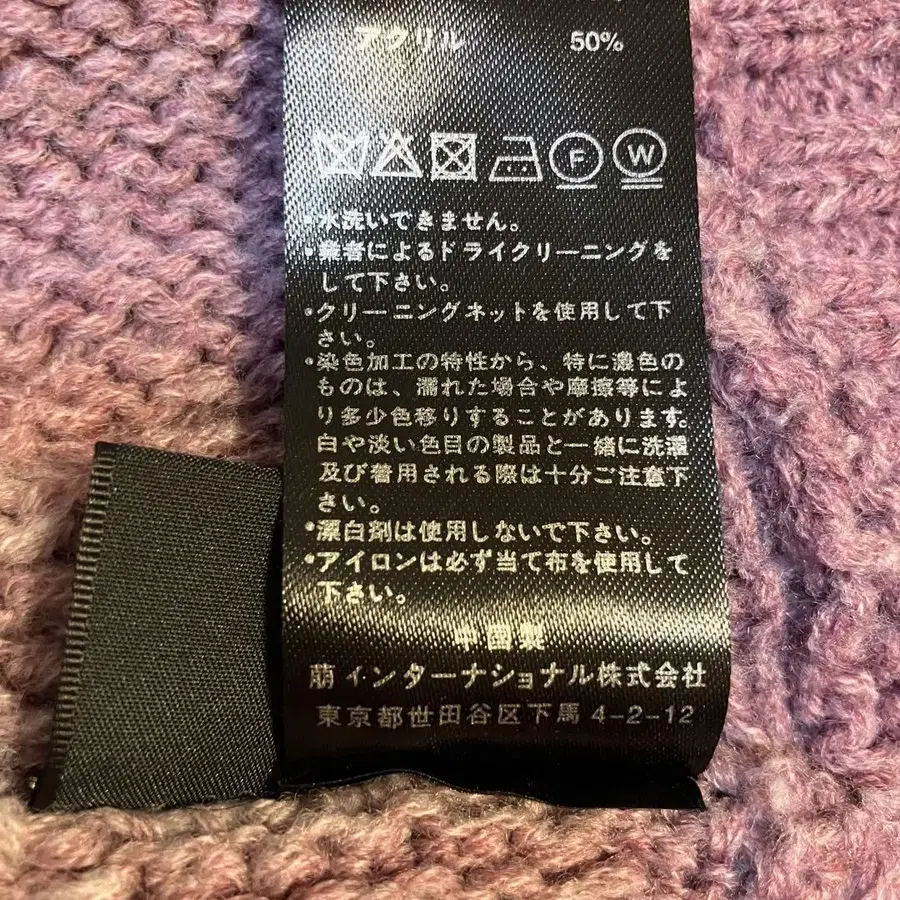 アクリル 50%
F W
・水洗いできません。
・業者によるドライクリーニングを
して下さい。
・クリーニングネットを使用して下
さい。
・染色加工の特性から、特に濃色の
ものは、濡れた場合や摩擦等によ
り多少色移りすることがあります。
白や淡い色目の製品と一緒に洗濯
及び着用される際は十分ご注意下
さい。
・漂白剤は使用しないで下さい。
・アイロンは必ず当て布を使用して
下さい。
中国製
萠インターナショナル株式会社
東京都世田谷区下馬4-2-12